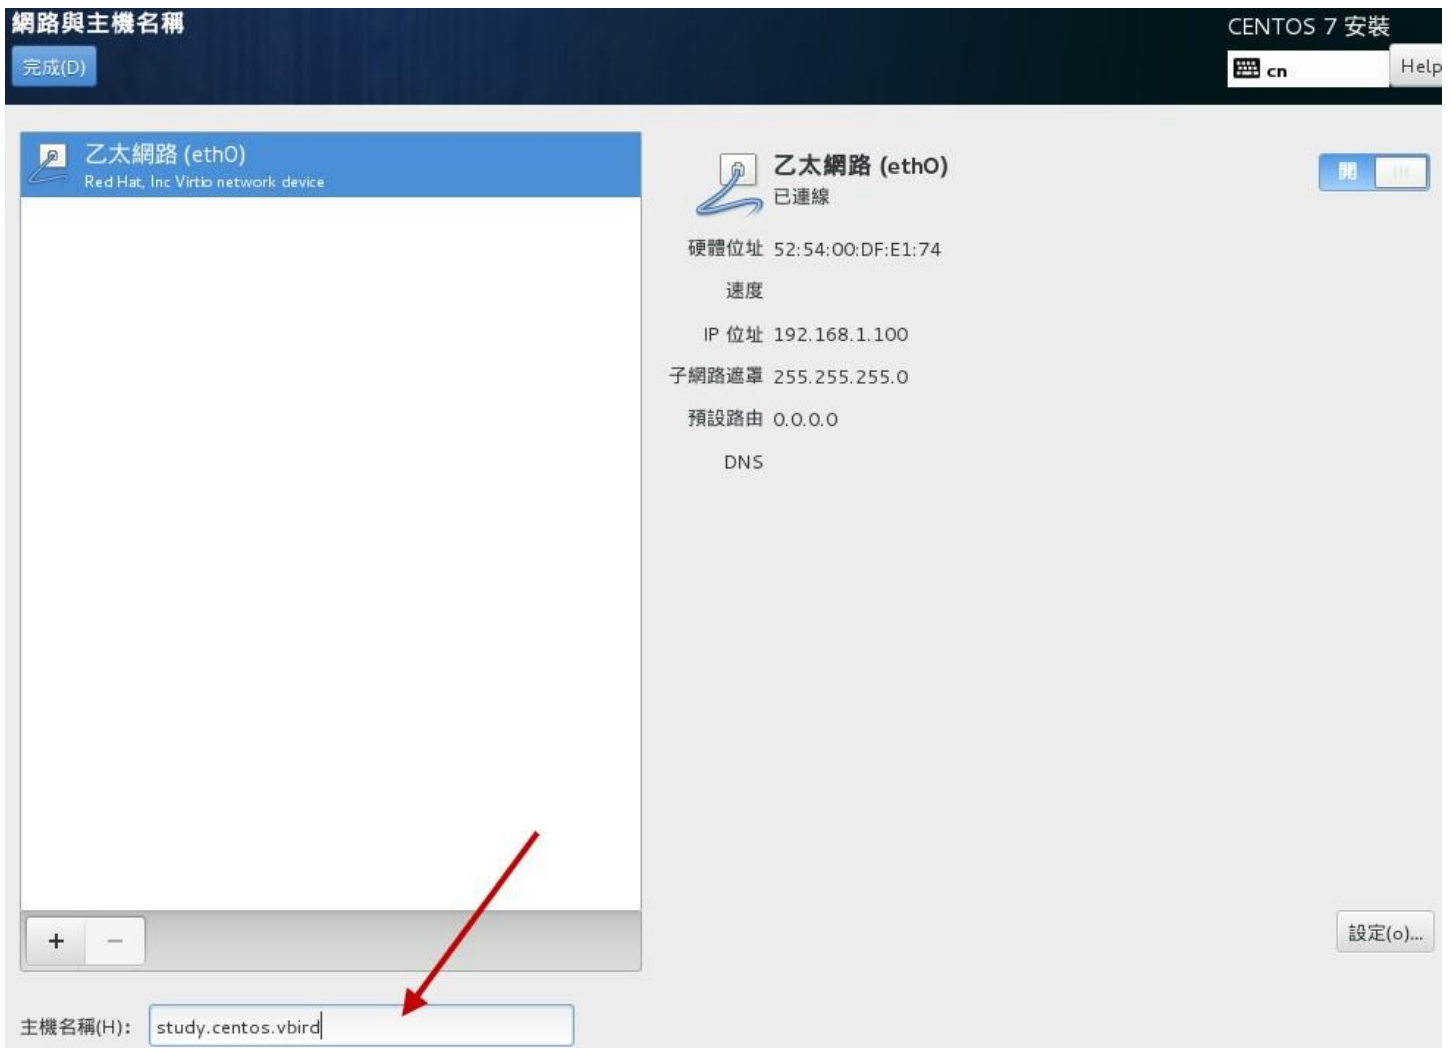 網路與主機名稱
CENTOS 7 安裝
完成(D)
cn
Help
乙太網路 (eth0)
Red Hat, Inc Virtio network device
乙太網路 (eth0)
已連線
開
硬體位址 52:54:00:DF:E1:74
速度
IP 位址 192.168.1.100
子網路遮罩 255.255.255.0
預設路由 0.0.0.0
DNS
+ −
設定(o)...
主機名稱(H): study.centos.vbird